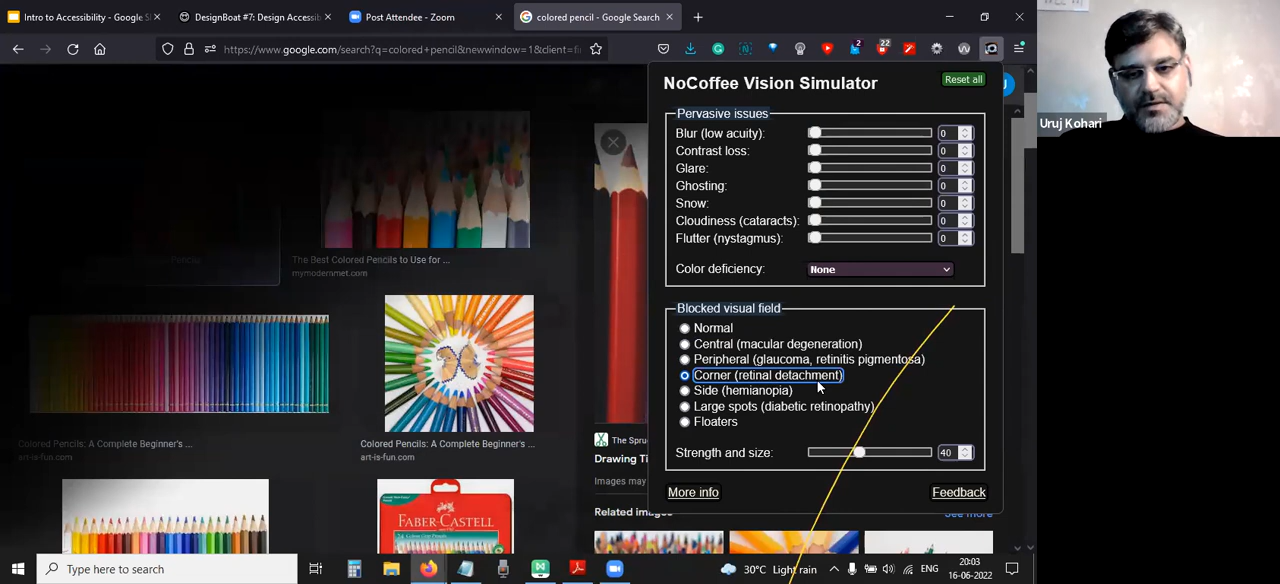 Intro to Accessibility - Google Sl
DesignBoat #7: Design Accessib
Post Attendee - Zoom
colored pencil - Google Search
https://www.google.com/search?q=colored+pencil&newwindow=1&client=fi
2
22
NoCoffee Vision Simulator
Reset all
Pervasive issues
Blur (low acuity): 0
Contrast loss: 0
Glare: 0
Ghosting: 0
Snow: 0
Cloudiness (cataracts): 0
Flutter (nystagmus): 0
Color deficiency: None
Blocked visual field
Normal
Central (macular degeneration)
Peripheral (glaucoma, retinitis pigmentosa)
Corner (retinal detachment)
Side (hemianopia)
Large spots (diabetic retinopathy)
Floaters
Strength and size: 40
More info
Feedback
Uruj Kohari
Pencils
The Best Colored Pencils to Use for ...
mymodernmet.com
Colored Pencils: A Complete Beginner's ...
art-is-fun.com
Colored Pencils: A Complete Beginner's ...
art-is-fun.com
The Spru
Drawing Ti
Images may
Related images
See more
FABER-CASTELL
Type here to search
30°C Light rain
ENG
20:03
16-06-2022